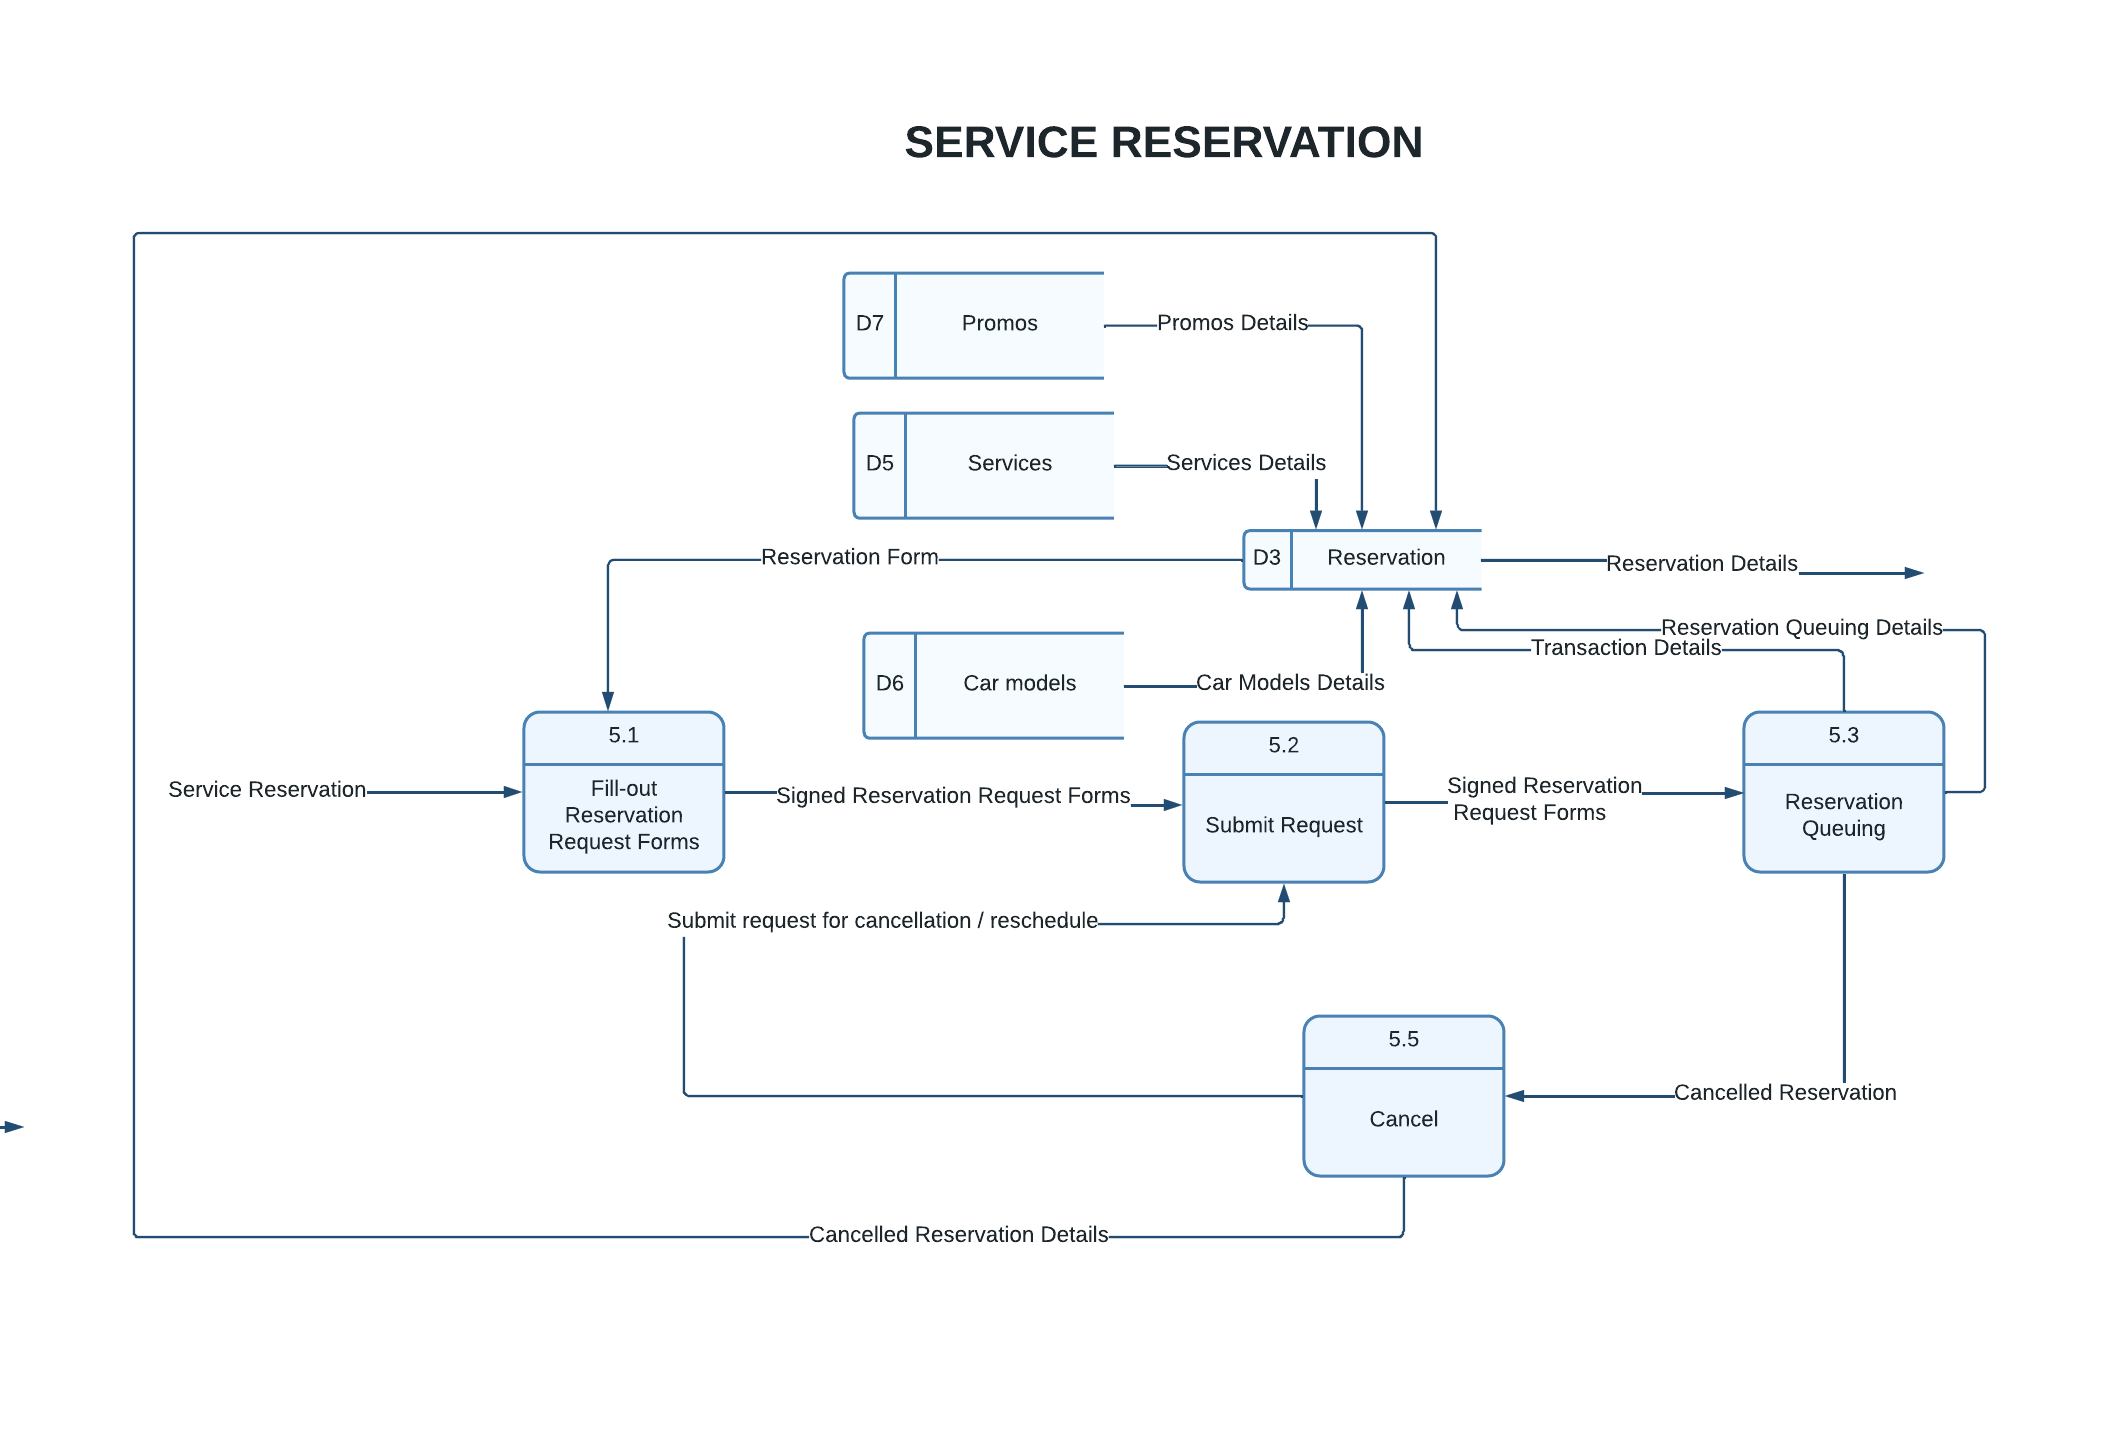 SERVICE RESERVATION
D7
Promos
Promos Details
D5
Services
Services Details
Reservation Form
D3
Reservation
Reservation Details
Reservation Queuing Details
Transaction Details
D6
Car models
Car Models Details
5.1
Fill-out
Reservation
Request Forms
Service Reservation
Signed Reservation Request Forms
5.2
Submit Request
Signed Reservation
Request Forms
5.3
Reservation
Queuing
Submit request for cancellation / reschedule
5.5
Cancel
Cancelled Reservation
Cancelled Reservation Details